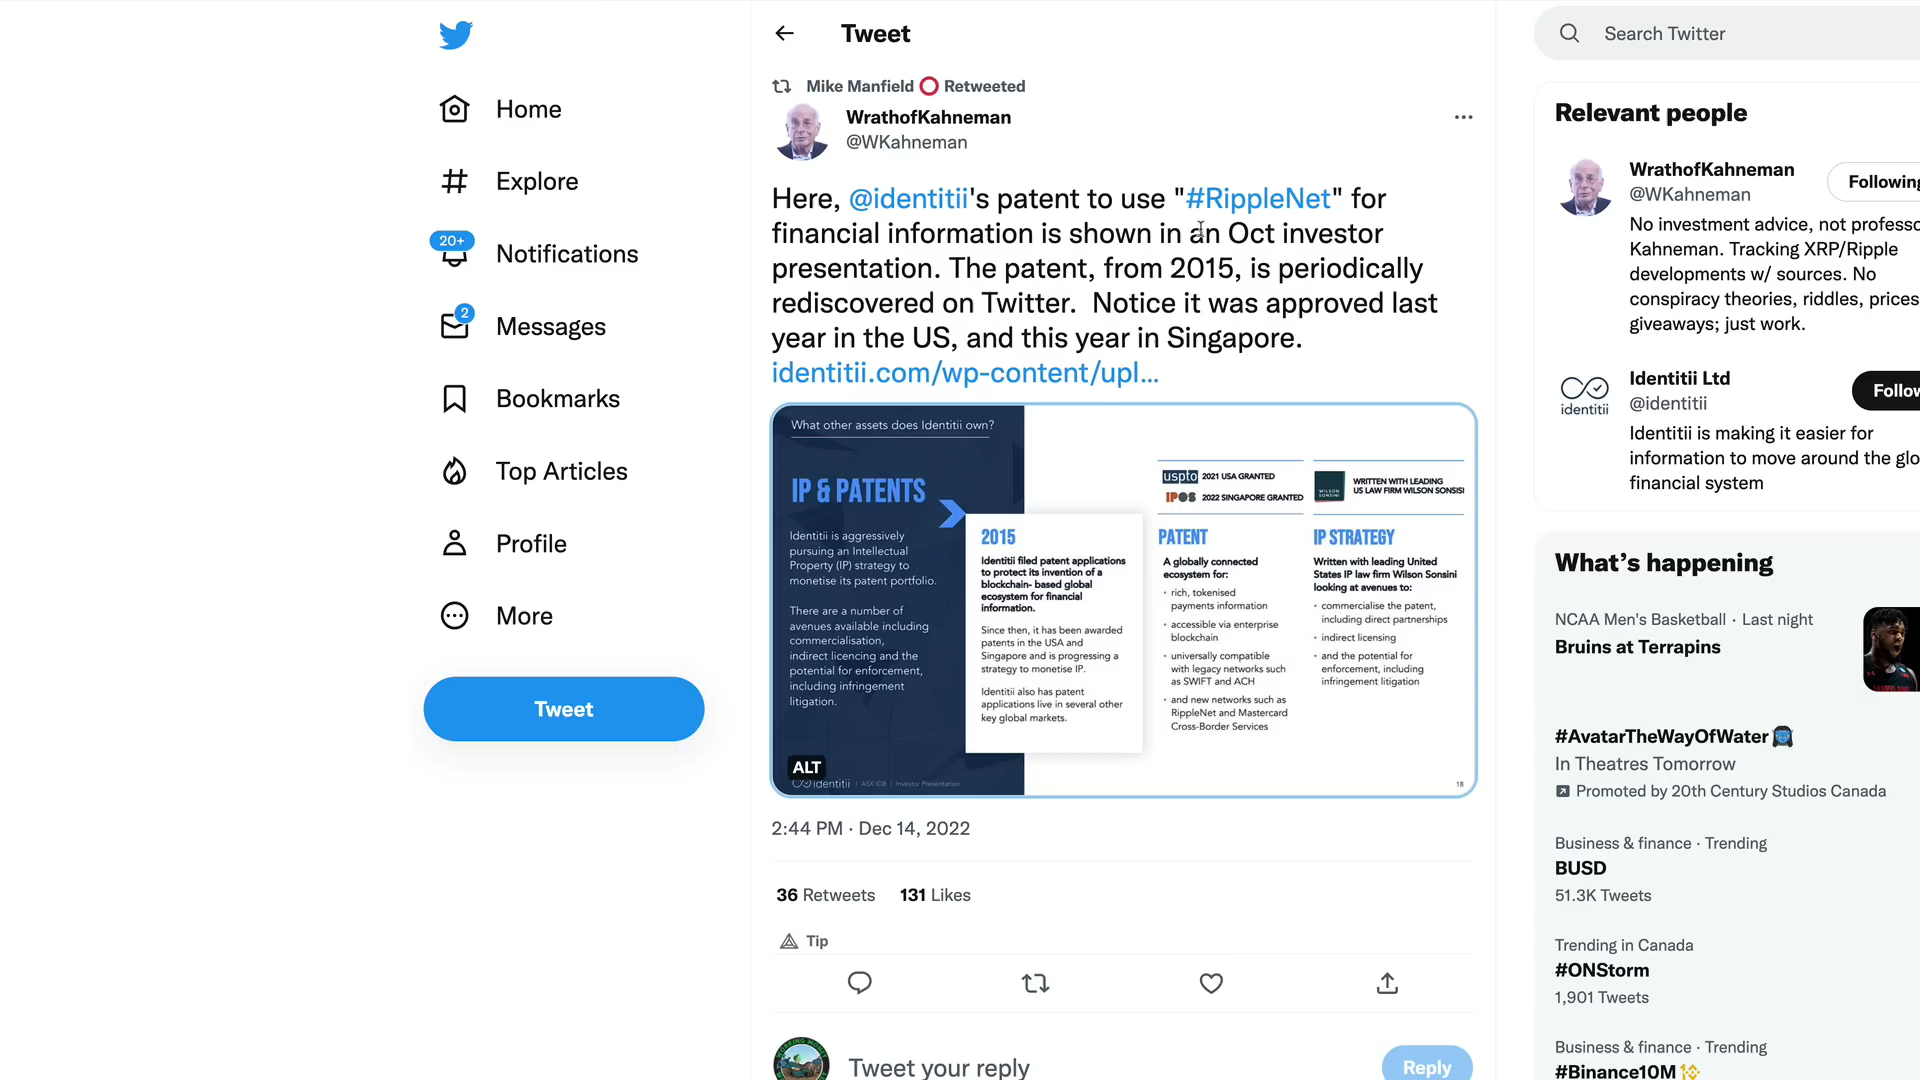 Tweet
Search Twitter
Mike Manfield Retweeted
WrathofKahneman
@WKahneman
Home
Explore
20+
Notifications
2
Messages
Bookmarks
Top Articles
Profile
More
Tweet
Here, @identitii's patent to use "#RippleNet" for
financial information is shown in an Oct investor
presentation. The patent, from 2015, is periodically
rediscovered on Twitter. Notice it was approved last
year in the US, and this year in Singapore.
identitii.com/wp-content/upl...
What other assets does Identitii own?
IP & PATENTS
Identitii is aggressively
pursuing an Intellectual
Property (IP) strategy to
monetise its patent portfolio.
There are a number of
avenues available including
commercialisation,
indirect licencing and the
potential for enforcement,
including infringement
litigation.
ALT
identitii | ASX:ID8 | Investor Presentation
2015
Identitii filed patent applications
to protect its invention of a
blockchain- based global
ecosystem for financial
information.
Since then, it has been awarded
patents in the USA and
Singapore and is progressing a
strategy to monetise IP.
Identitii also has patent
applications live in several other
key global markets.
uspto 2021 USA GRANTED
IPOS 2022 SINGAPORE GRANTED
PATENT
A globally connected
ecosystem for:
• rich, tokenised
payments information
• accessible via enterprise
blockchain
• universally compatible
with legacy networks such
as SWIFT and ACH
• and new networks such as
RippleNet and Mastercard
Cross-Border Services
WILSON
SONSINI
WRITTEN WITH LEADING
US LAW FIRM WILSON SONSISI
IP STRATEGY
Written with leading United
States IP law firm Wilson Sonsini
looking at avenues to:
• commercialise the patent,
including direct partnerships
• indirect licensing
• and the potential for
enforcement, including
infringement litigation
18
2:44 PM · Dec 14, 2022
36 Retweets 131 Likes
Tip
Tweet your reply
Reply
Relevant people
WrathofKahneman
@WKahneman
Following
No investment advice, not professo
Kahneman. Tracking XRP/Ripple
developments w/ sources. No
conspiracy theories, riddles, prices
giveaways; just work.
identitii
Identitii Ltd
@identitii
Follow
Identitii is making it easier for
information to move around the glo
financial system
What's happening
NCAA Men's Basketball · Last night
Bruins at Terrapins
#AvatarTheWayOfWater
In Theatres Tomorrow
Promoted by 20th Century Studios Canada
Business & finance · Trending
BUSD
51.3K Tweets
Trending in Canada
#ONStorm
1,901 Tweets
Business & finance · Trending
#Binance10M